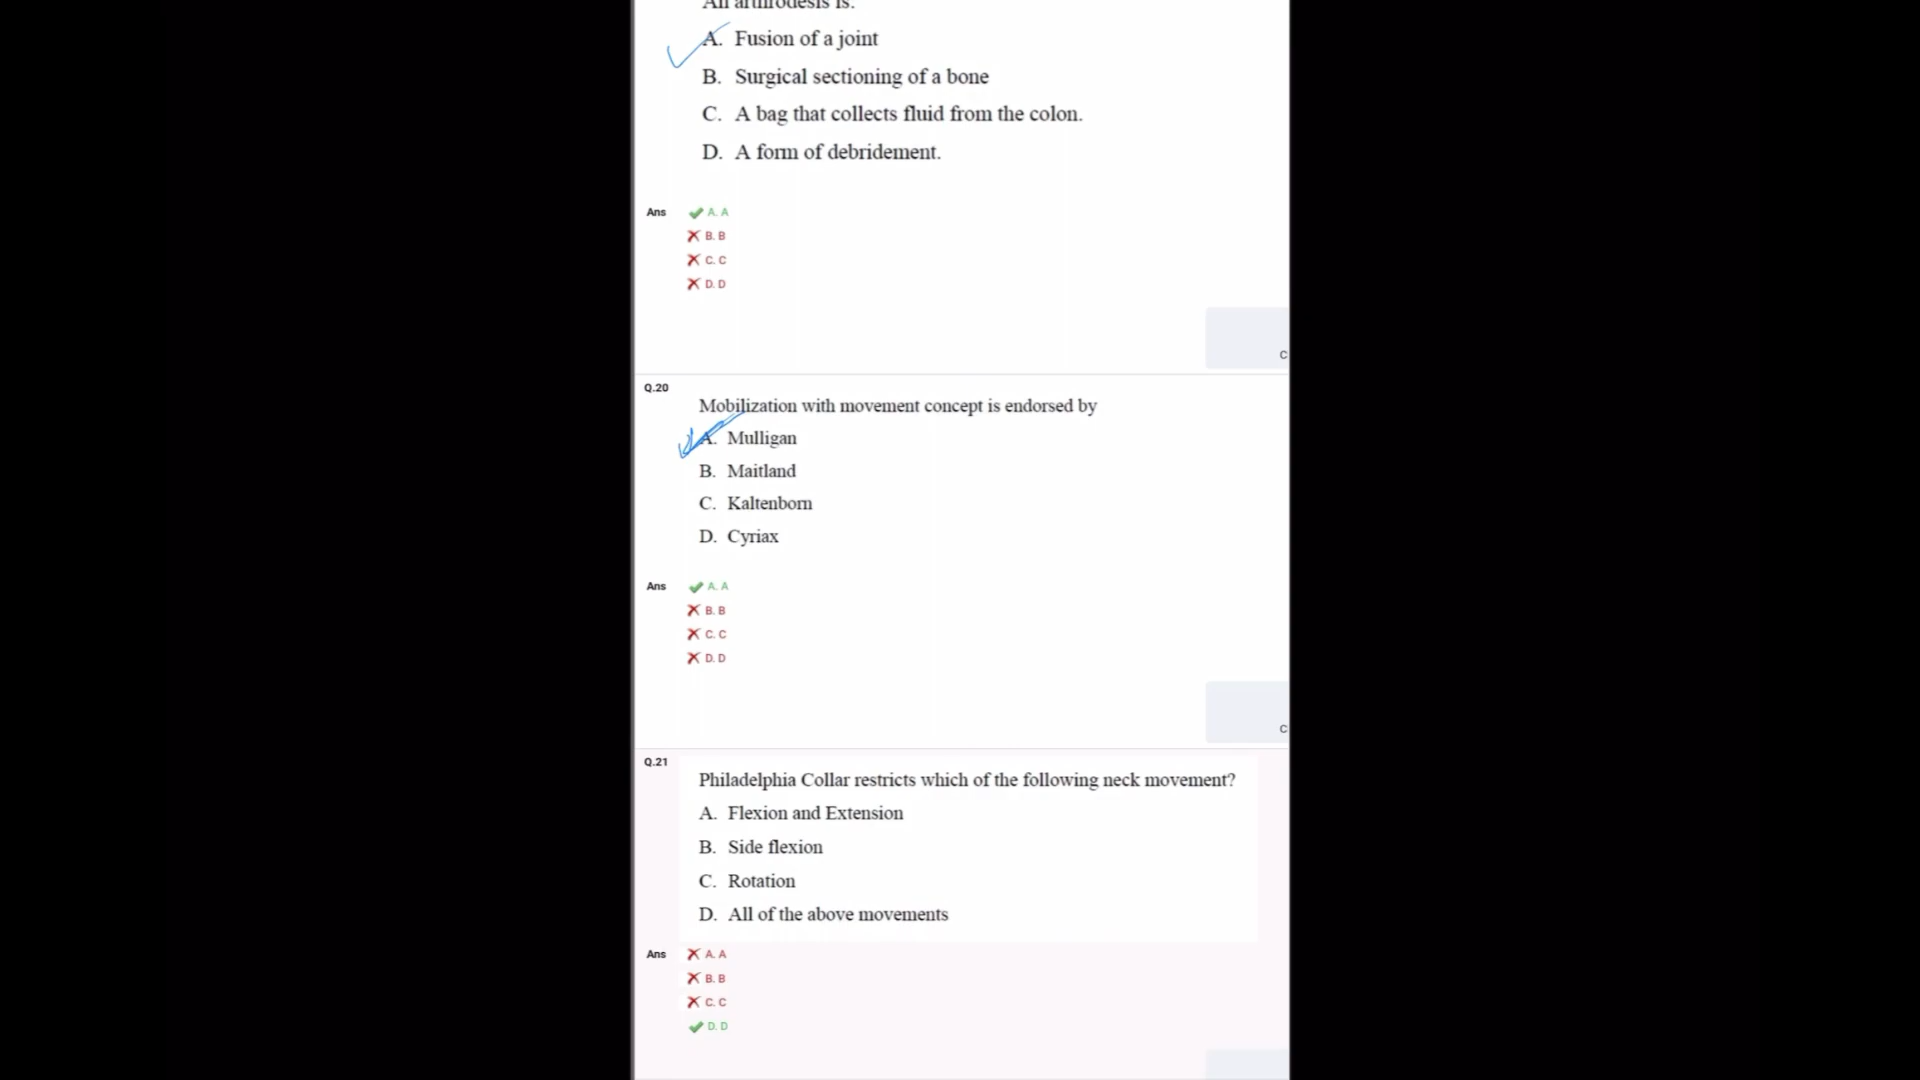 An arthrodesis is:
A. Fusion of a joint
B. Surgical sectioning of a bone
C. A bag that collects fluid from the colon.
D. A form of debridement.
Ans A. A
B. B
C. C
D. D
C
Q.20
Mobilization with movement concept is endorsed by
A. Mulligan
B. Maitland
C. Kaltenborn
D. Cyriax
Ans A. A
B. B
C. C
D. D
C
Q.21
Philadelphia Collar restricts which of the following neck movement?
A. Flexion and Extension
B. Side flexion
C. Rotation
D. All of the above movements
Ans A. A
B. B
C. C
D. D